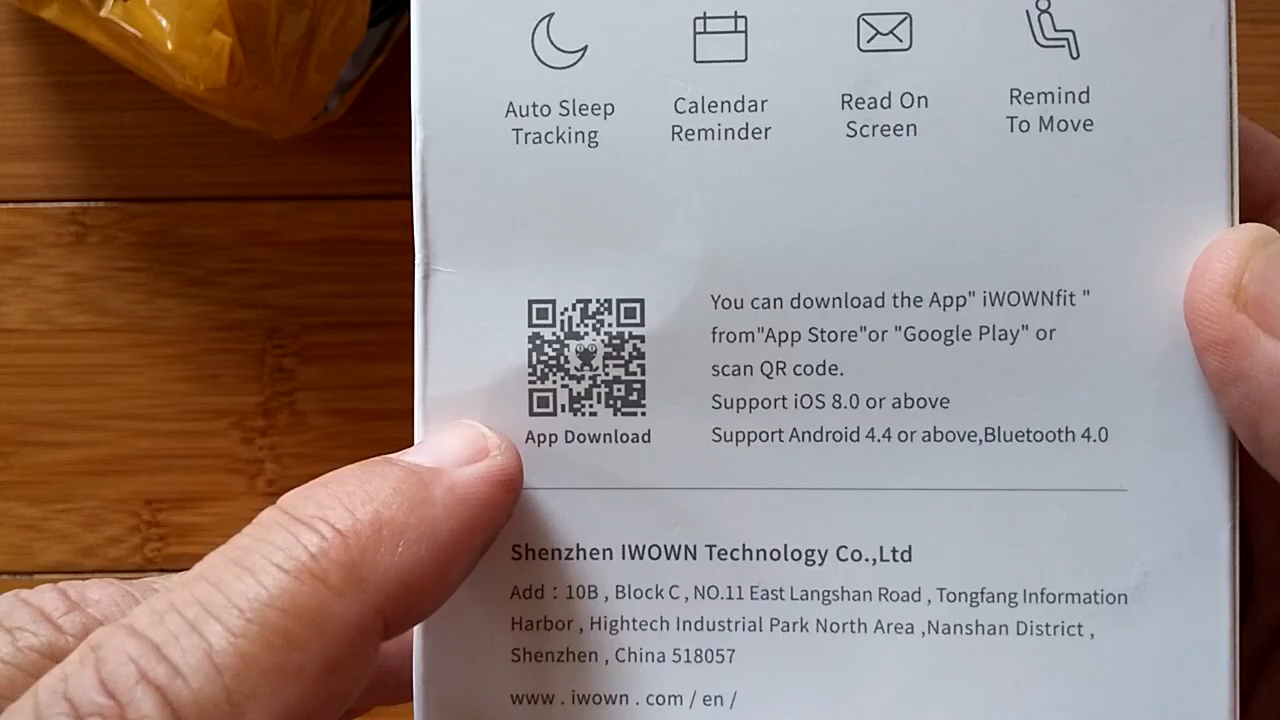 Auto Sleep
Tracking
Calendar
Reminder
Read On
Screen
Remind
To Move
App Download
You can download the App" iWOWNfit "
from"App Store"or "Google Play" or
scan QR code.
Support iOS 8.0 or above
Support Android 4.4 or above,Bluetooth 4.0
Shenzhen IWOWN Technology Co.,Ltd
Add : 10B , Block C , NO.11 East Langshan Road , Tongfang Information
Harbor , Hightech Industrial Park North Area ,Nanshan District ,
Shenzhen , China 518057
www . iwown . com / en /